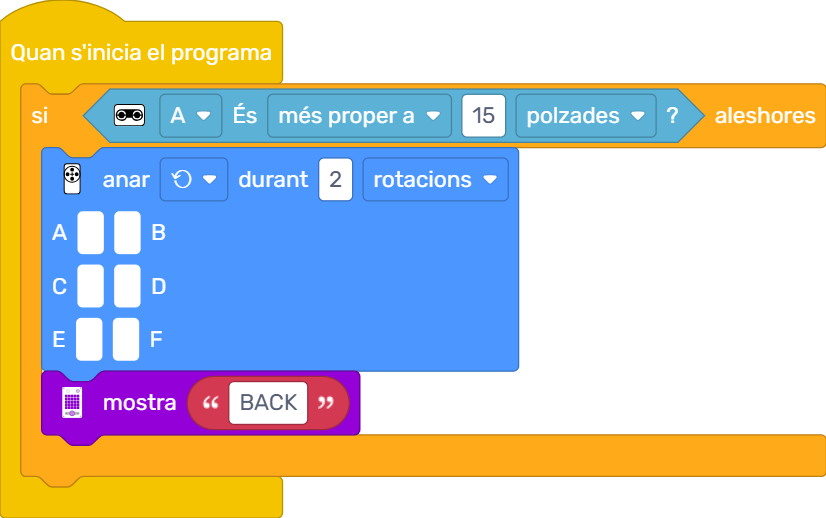 Quan s'inicia el programa
si A És més proper a 15 polzades ? aleshores
anar durant 2 rotacions
A B
C D
E F
mostra “ BACK ”